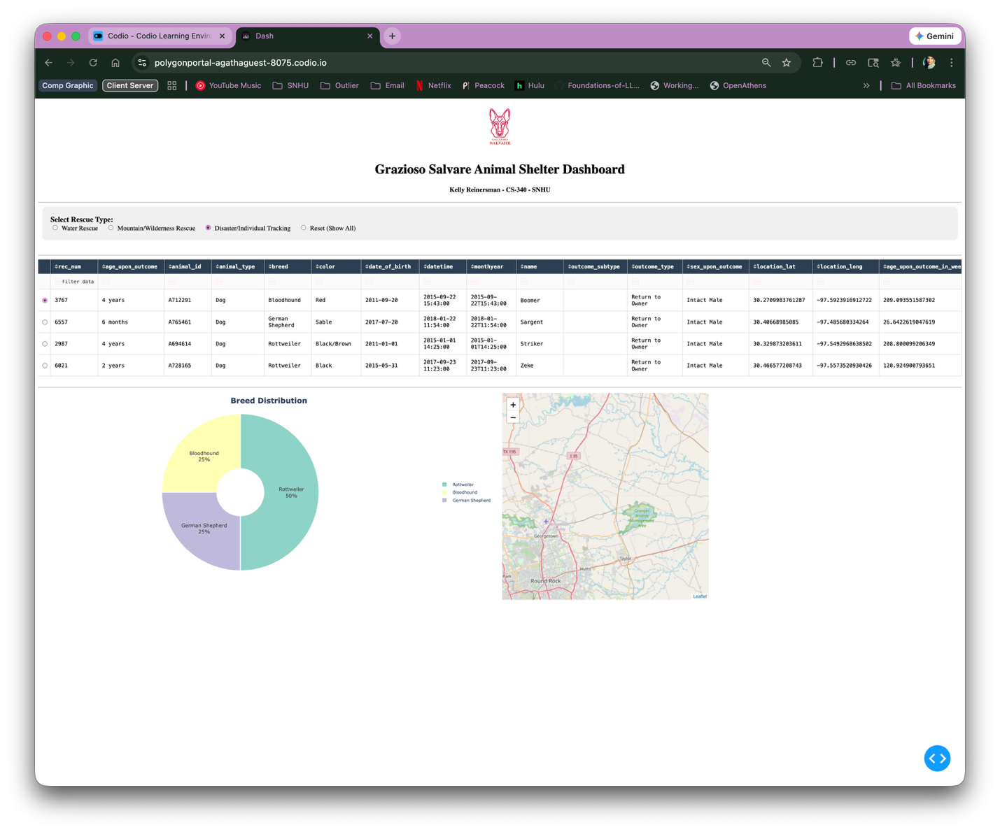 Codio - Codio Learning Envir
Dash
Gemini
polygonportal-agathaguest-8075.codio.io
Comp Graphic
Client Server
YouTube Music
SNHU
Outlier
Email
Netflix
Peacock
Hulu
Foundations-of-LL...
Working...
OpenAthens
All Bookmarks
SALVARE
Grazioso Salvare Animal Shelter Dashboard
Kelly Reinersman - CS-340 - SNHU
Select Rescue Type:
Water Rescue Mountain/Wilderness Rescue Disaster/Individual Tracking Reset (Show All)
rec_num age_upon_outcome animal_id animal_type breed color date_of_birth datetime monthyear name outcome_subtype outcome_type sex_upon_outcome location_lat location_long age_upon_outcome_in_wee
filter data
3767 4 years A712291 Dog Bloodhound Red 2011-09-20 2015-09-22 15:43:00 2015-09-22T15:43:00 Boomer Return to Owner Intact Male 30.2709983761287 -97.5923916912722 209.093551587302
6557 6 months A765461 Dog German Shepherd Sable 2017-07-20 2018-01-22 11:54:00 2018-01-22T11:54:00 Sargent Return to Owner Intact Male 30.40668985085 -97.485680334264 26.6422619047619
2987 4 years A694614 Dog Rottweiler Black/Brown 2011-01-01 2015-01-01 14:25:00 2015-01-01T14:25:00 Striker Return to Owner Intact Male 30.329873203611 -97.5492968638502 208.800099206349
6021 2 years A728165 Dog Rottweiler Black 2015-05-31 2017-09-23 11:23:00 2017-09-23T11:23:00 Zeke Return to Owner Intact Male 30.466577208743 -97.5573520930426 120.924900793651
Breed Distribution
Bloodhound
25%
Rottweiler
50%
German Shepherd
25%
Rottweiler
Bloodhound
German Shepherd
+
−
TX 195
I 35
Granger
Wildlife
Management
Area
Georgetown
Taylor
Hutto
Park
Round Rock
Leaflet